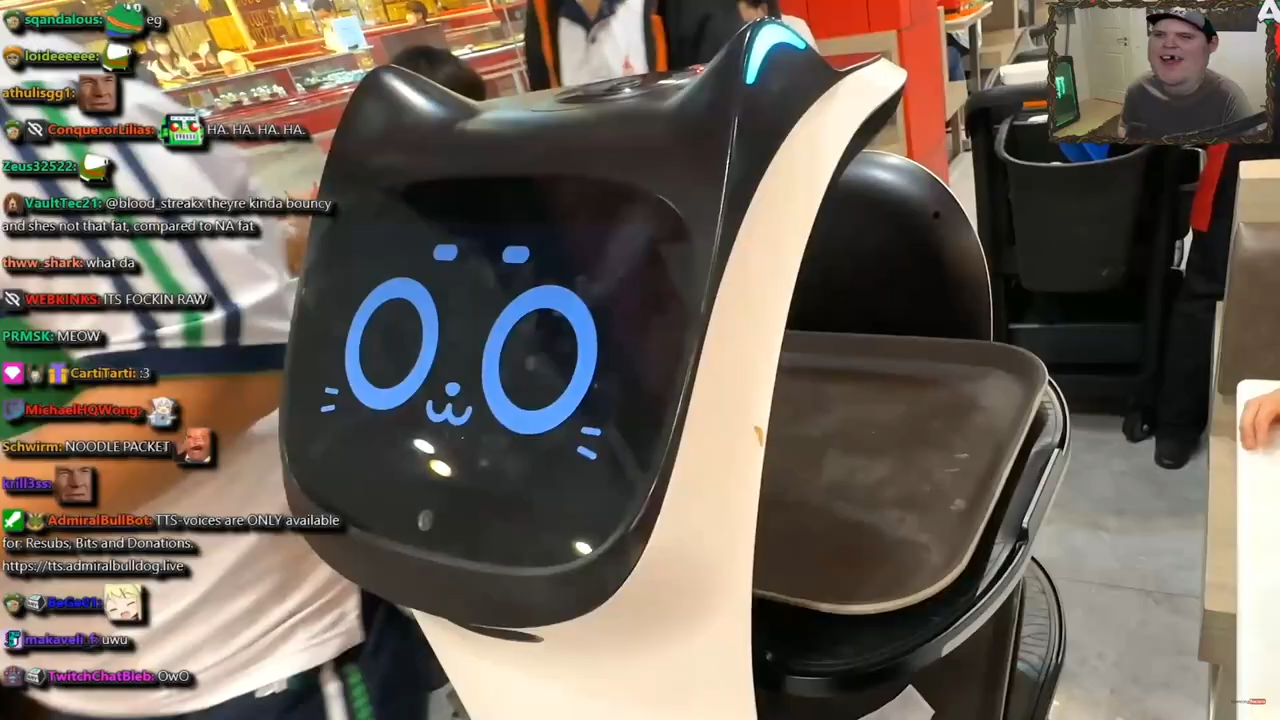 sqandalous: eg
loideeeeee:
athulisgg1:
ConquerorLilias: HA. HA. HA. HA.
Zeus32522:
VaultTec21: @blood_streakx theyre kinda bouncy
and shes not that fat, compared to NA fat
thww_shark: what da
WEBKINKS: ITS FOCKIN RAW
PRMSK: MEOW
CartiTarti: :3
MichaelHQWong:
Schwirm: NOODLE PACKET
krill3ss:
AdmiralBullBot: TTS-voices are ONLY available
for: Resubs, Bits and Donations.
https://tts.admiralbulldog.live
BeGe01:
makaveli_f: uwu
TwitchChatBleb: OwO